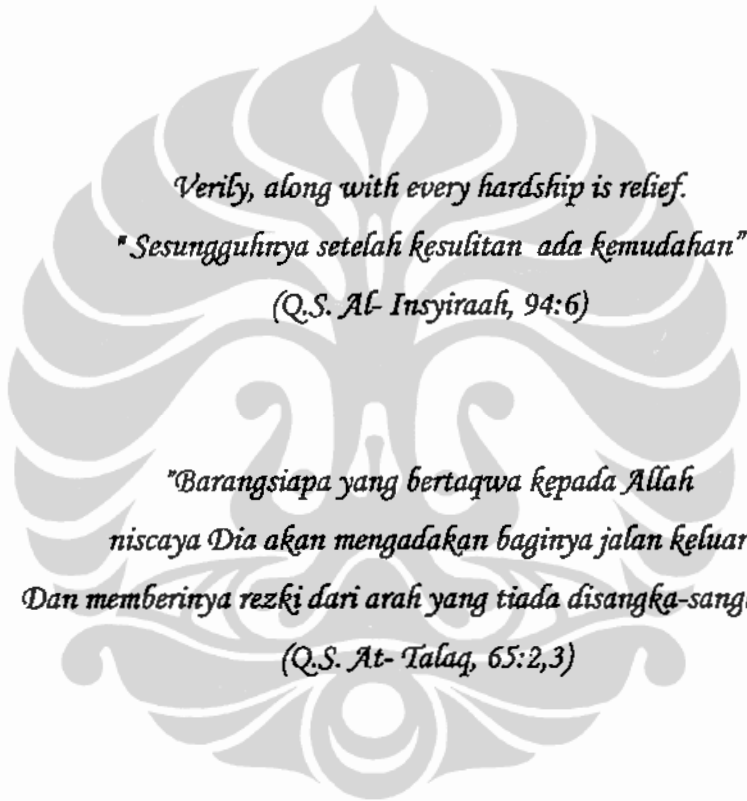 Verily, along with every hardship is relief.
"Sesungguhnya setelah kesulitan ada kemudahan"
(Q.S. Al- Insyiraah, 94:6)
"Barangsiapa yang bertaqwa kepada Allah
niscaya Dia akan mengadakan baginya jalan keluar
Dan memberinya rezki dari arah yang tiada
(Q.S. At- Talaq, 65:2,3)